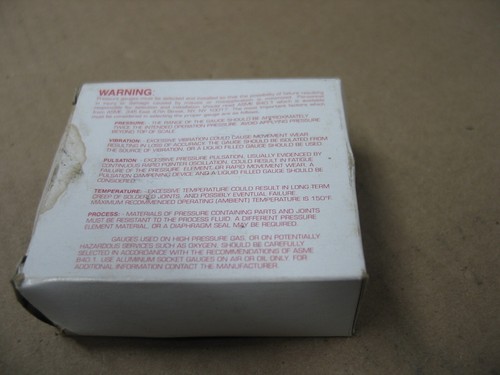 WARNING:
PRESSURE: - THE RANGE OF THE GAUGE SHOULD BE APPROXIMATELY
TWICE THE INTENDED OPERATION PRESSURE. AVOID APPLYING PRESSURE
BEYOND TOP OF SCALE
VIBRATION: - EXCESSIVE VIBRATION COULD CAUSE MOVEMENT WEAR
RESULTING IN LOSS OF ACCURACY. THE GAUGE SHOULD BE ISOLATED FROM
THE SOURCE OF VIBRATION, OR A LIQUID FILLED GAUGE SHOULD BE USED.
PULSATION - EXCESSIVE PRESSURE PULSATION, USUALLY EVIDENCED BY
CONTINUOUS RAPID POINTER OSCILLATION, COULD RESULT IN FATIGUE
FAILURE OF THE PRESSURE ELEMENT OR RAPID MOVEMENT WEAR. A
PULSATION DAMPENING DEVICE AND/A LIQUID FILLED GAUGE SHOULD BE
CONSIDERED
TEMPERATURE: - EXCESSIVE TEMPERATURE COULD RESULT IN LONG TERM
CREEP OF SOLDERED JOINTS, AND POSSIBLY EVENTUAL FAILURE.
MAXIMUM RECOMMENDED OPERATING (AMBIENT) TEMPERATURE IS 150°F.
PROCESS: - MATERIALS OF PRESSURE CONTAINING PARTS AND JOINTS
MUST BE RESISTANT TO THE PROCESS FLUID. A DIFFERENT PRESSURE
ELEMENT MATERIAL, OR A DIAPHRAGM SEAL MAY BE REQUIRED.
GAUGES USED ON HIGH PRESSURE GAS, OR ON POTENTIALLY
HAZARDOUS SERVICES SUCH AS OXYGEN, SHOULD BE CAREFULLY
SELECTED IN ACCORDANCE WITH THE RECOMMENDATIONS OF ASME
B40.1. USE ALUMINUM SOCKET GAUGES ON AIR OR OIL ONLY. FOR
ADDITIONAL INFORMATION CONTACT THE MANUFACTURER.